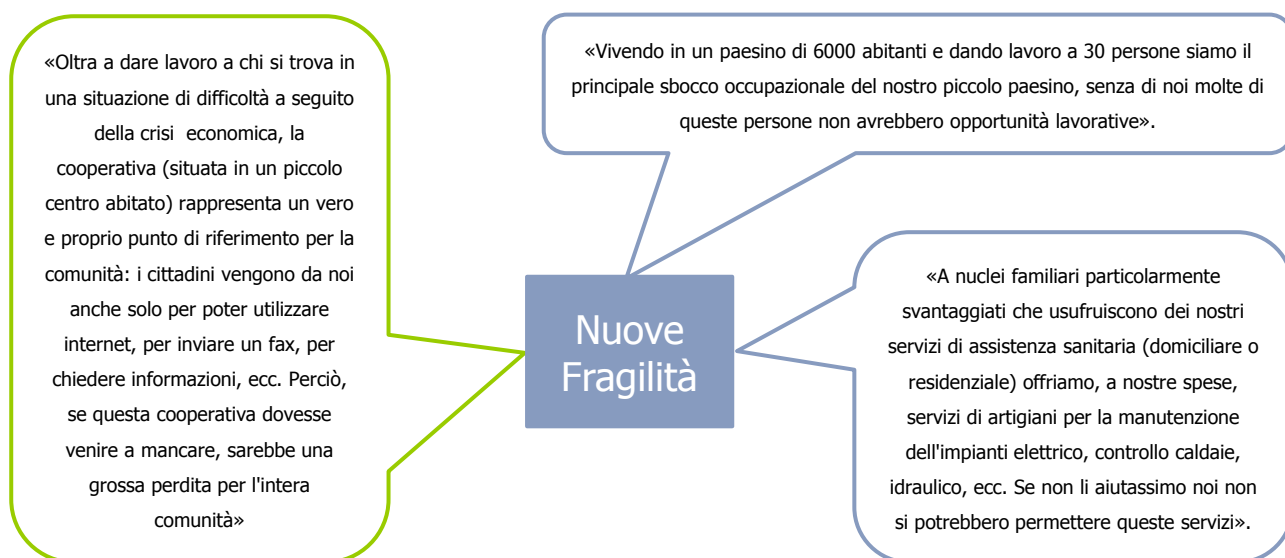 «Oltra a dare lavoro a chi si trova in
una situazione di difficoltà a seguito
della crisi  economica, la
cooperativa (situata in un piccolo
centro abitato) rappresenta un vero
e proprio punto di riferimento per la
comunità: i cittadini vengono da noi
anche solo per poter utilizzare
internet, per inviare un fax, per
chiedere informazioni, ecc. Perciò,
se questa cooperativa dovesse
venire a mancare, sarebbe una
grossa perdita per l'intera
comunità»
«Vivendo in un paesino di 6000 abitanti e dando lavoro a 30 persone siamo il
principale sbocco occupazionale del nostro piccolo paesino, senza di noi molte di
queste persone non avrebbero opportunità lavorative».
Nuove
Fragilità
«A nuclei familiari particolarmente
svantaggiati che usufruiscono dei nostri
servizi di assistenza sanitaria (domiciliare o
residenziale) offriamo, a nostre spese,
servizi di artigiani per la manutenzione
dell'impianti elettrico, controllo caldaie,
idraulico, ecc. Se non li aiutassimo noi non
si potrebbero permettere queste servizi».